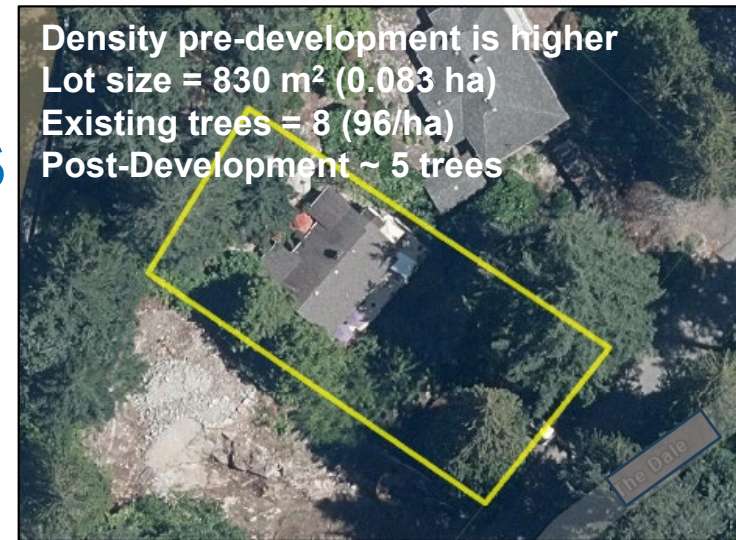 Density pre-development is higher
Lot size = 830 m² (0.083 ha)
Existing trees = 8 (96/ha)
Post-Development ~ 5 trees
s
The Dale